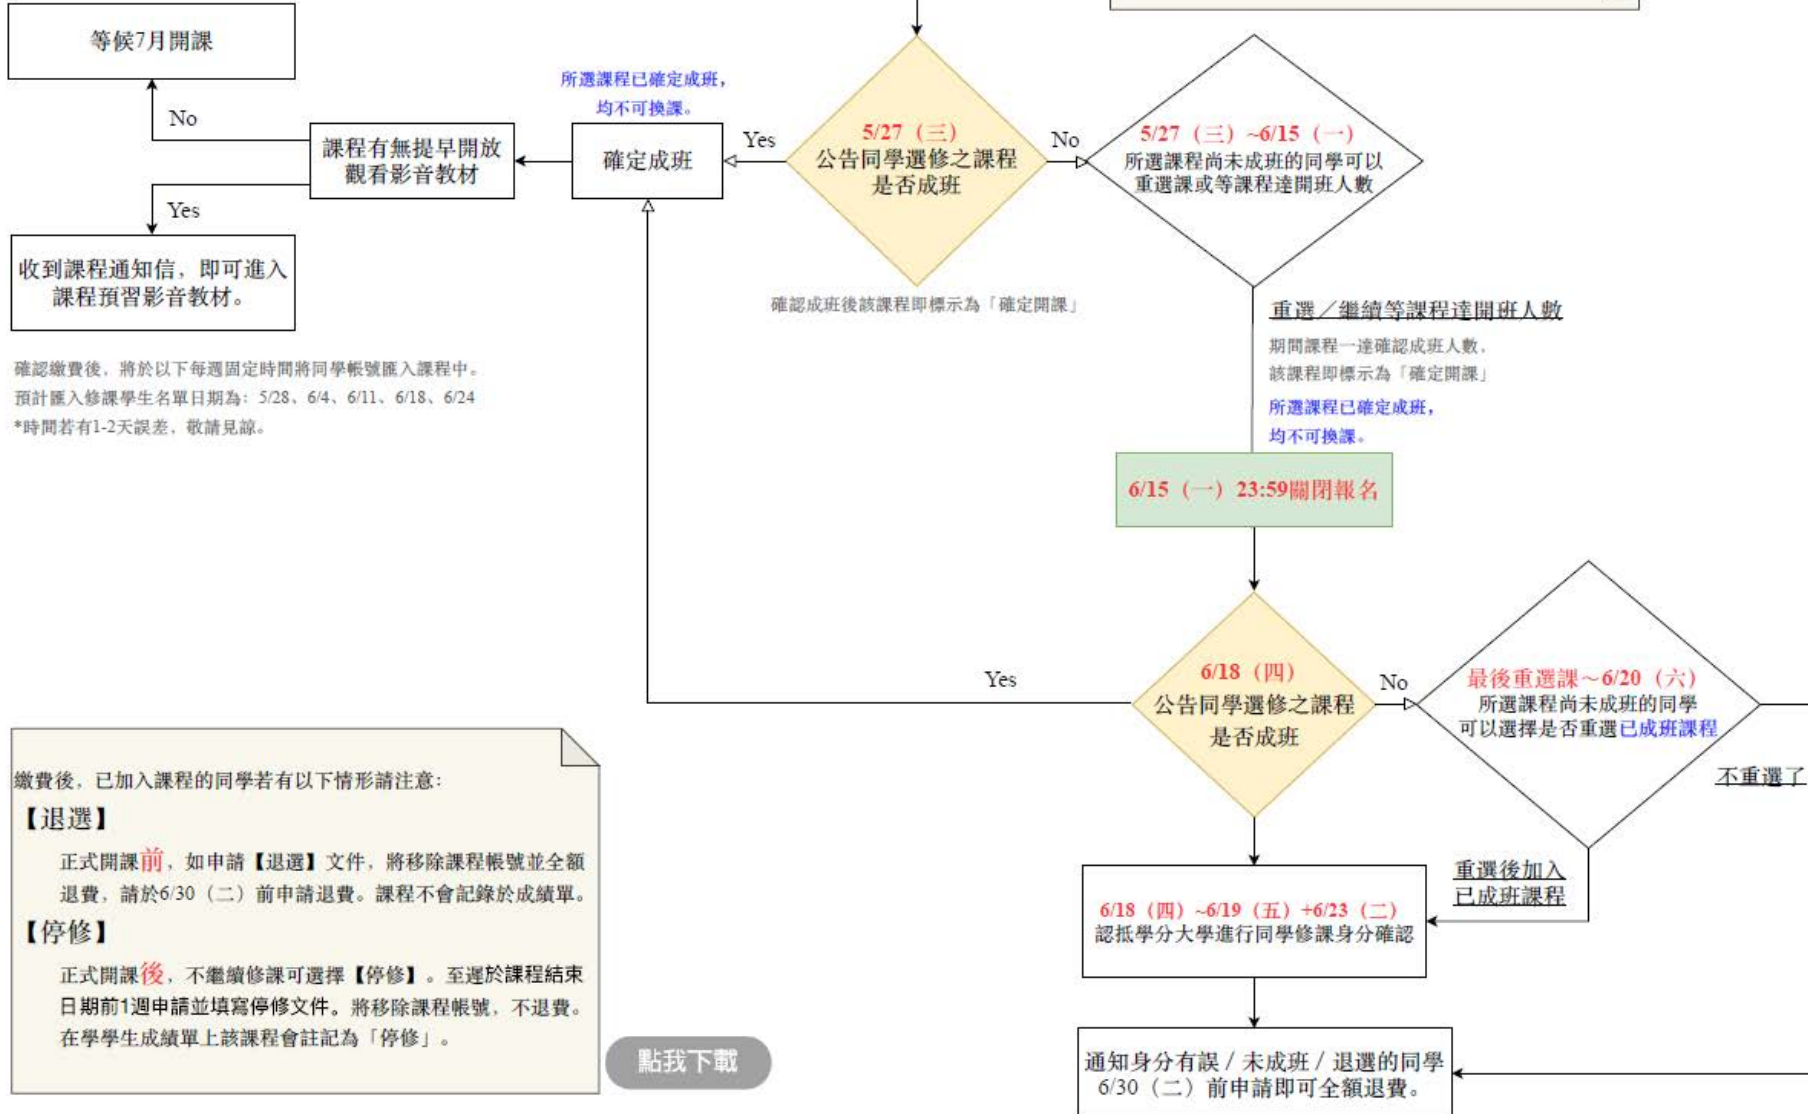 等候7月開課
No
課程有無提早開放
觀看影音教材
Yes
收到課程通知信，即可進入
課程預習影音教材。
確認繳費後，將於以下每週固定時間將同學帳號匯入課程中。
預計匯入修課學生名單日期為：5/28、6/4、6/11、6/18、6/24
*時間若有1-2天誤差，敬請見諒。
所選課程已確定成班，
均不可換課。
確定成班
Yes
5/27（三）
公告同學選修之課程
是否成班
確認成班後該課程即標示為「確定開課」
No
5/27（三）~6/15（一）
所選課程尚未成班的同學可以
重選課或等課程達開班人數
重選／繼續等課程達開班人數
期間課程一達確認成班人數，
該課程即標示為「確定開課」
所選課程已確定成班，
均不可換課。
6/15（一）23:59關閉報名
Yes
6/18（四）
公告同學選修之課程
是否成班
No
最後重選課～6/20（六）
所選課程尚未成班的同學
可以選擇是否重選已成班課程
不重選了
重選後加入
已成班課程
6/18（四）~6/19（五）+6/23（二）
認抵學分大學進行同學修課身分確認
通知身分有誤 / 未成班 / 退選的同學
6/30（二）前申請即可全額退費。
繳費後，已加入課程的同學若有以下情形請注意：
【退選】
正式開課前，如申請【退選】文件，將移除課程帳號並全額
退費，請於6/30（二）前申請退費。課程不會記錄於成績單。
【停修】
正式開課後，不繼續修課可選擇【停修】。至遲於課程結束
日期前1週申請並填寫停修文件。將移除課程帳號，不退費。
在學學生成績單上該課程會註記為「停修」。
點我下載